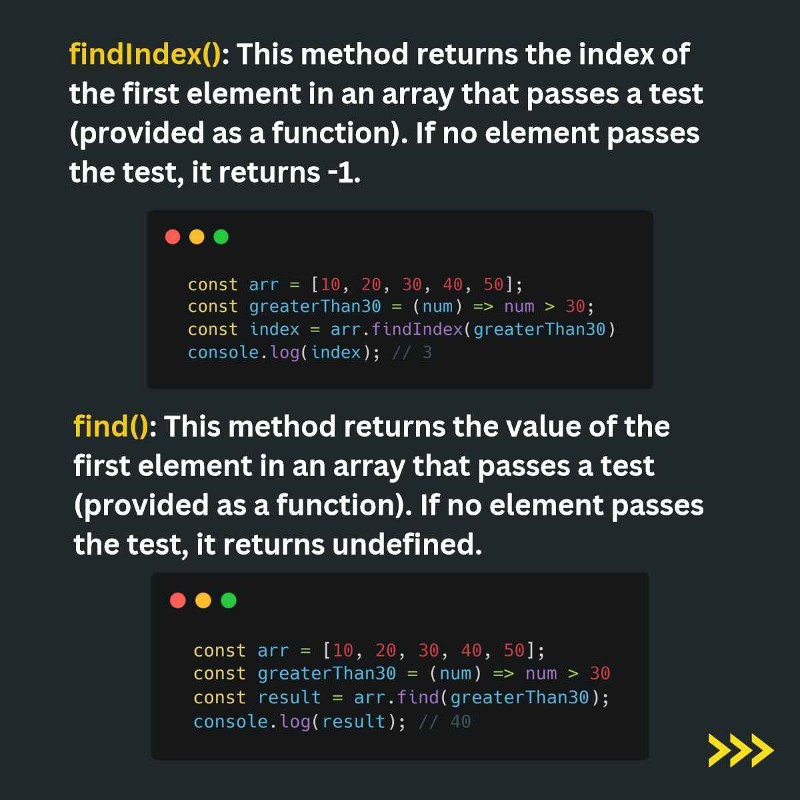 findIndex(): This method returns the index of
the first element in an array that passes a test
(provided as a function). If no element passes
the test, it returns -1.
const arr = [10, 20, 30, 40, 50];
const greaterThan30 = (num) => num > 30;
const index = arr.findIndex(greaterThan30)
console.log(index); // 3
find(): This method returns the value of the
first element in an array that passes a test
(provided as a function). If no element passes
the test, it returns undefined.
const arr = [10, 20, 30, 40, 50];
const greaterThan30 = (num) => num > 30
const result = arr.find(greaterThan30);
console.log(result); // 40